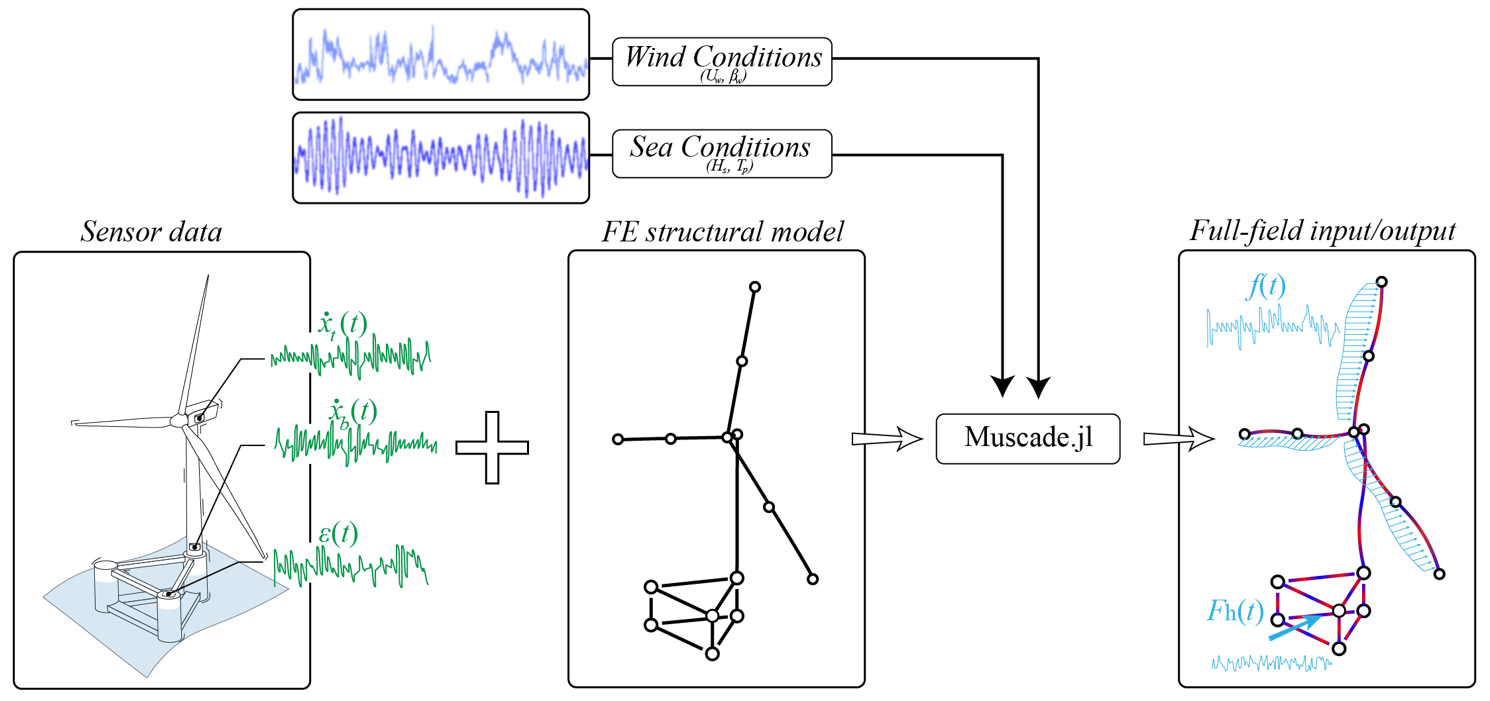 Wind Conditions
(Uw, βw)
Sea Conditions
(Hs, Tp)
Sensor data
FE structural model
Full-field input/output
ẋt(t)
ẋb(t)
ε(t)
Muscade.jl
f(t)
Fh(t)